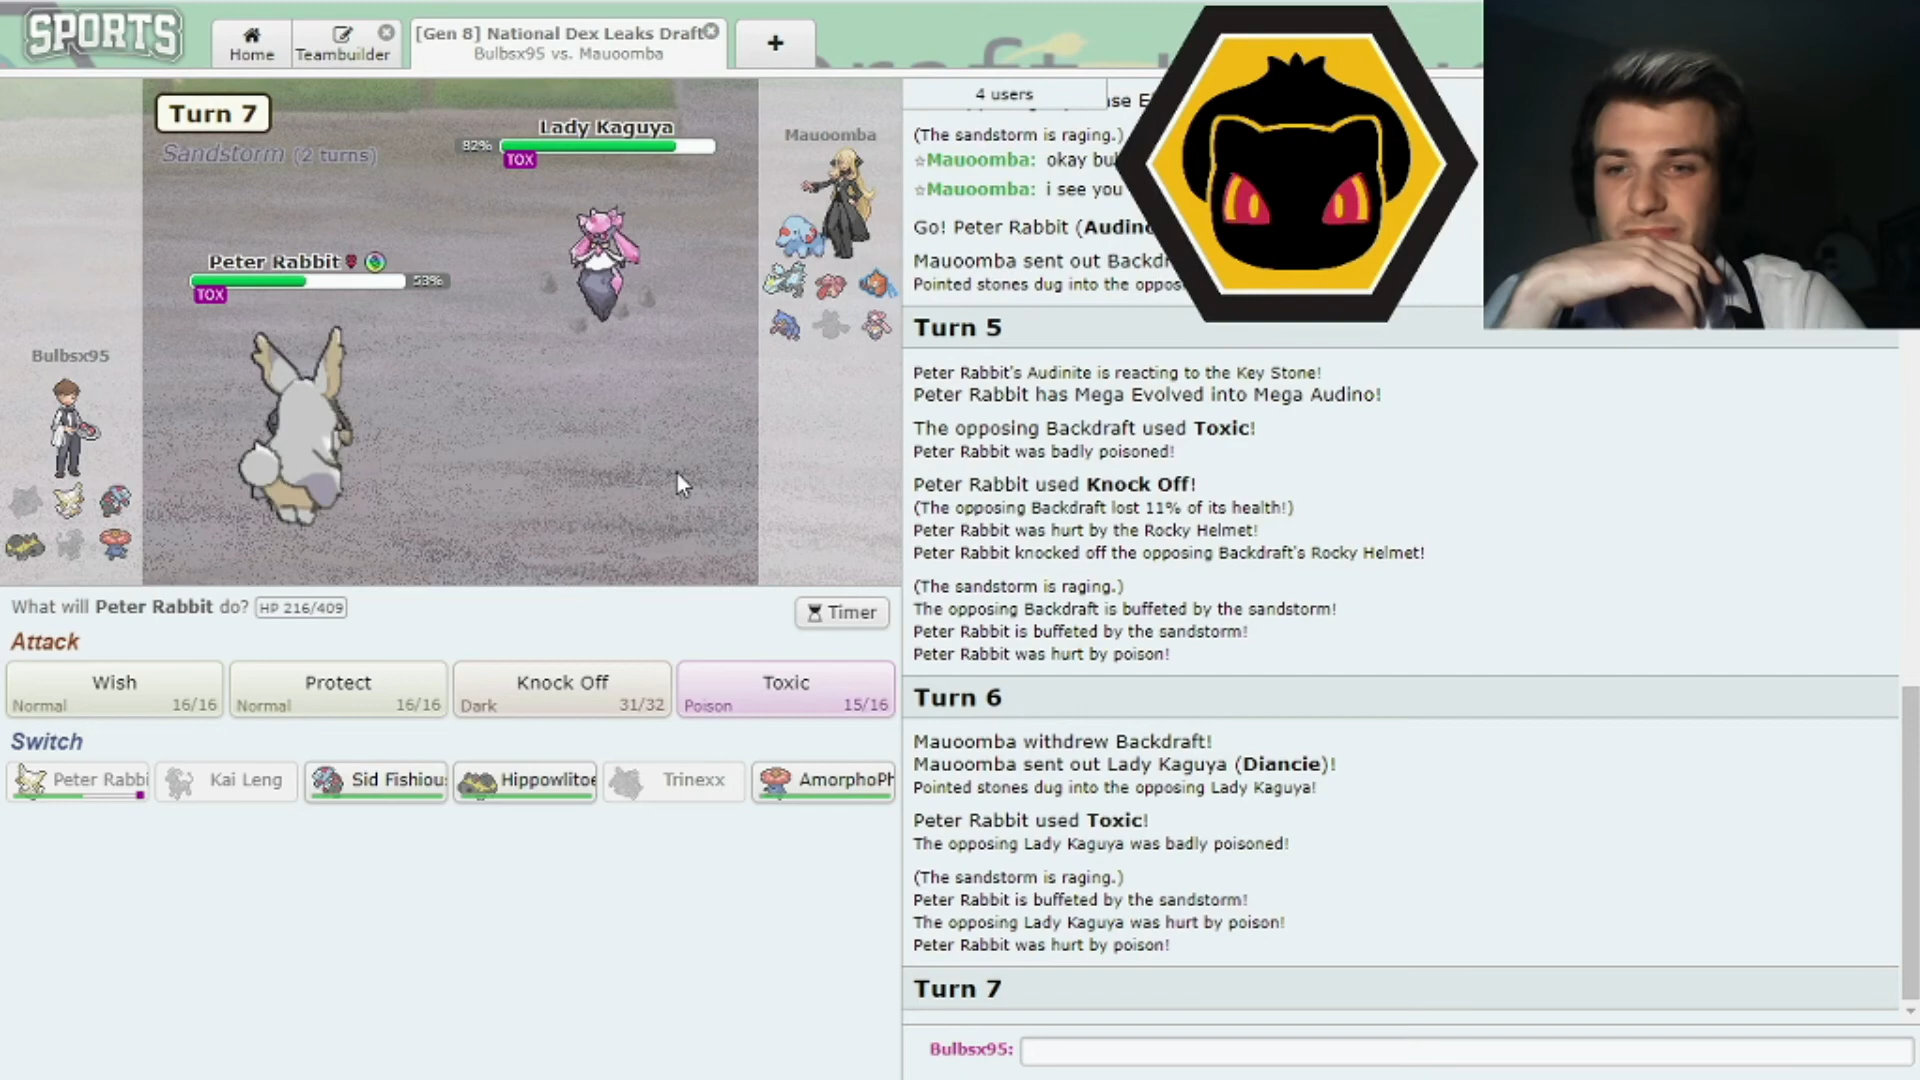 SPORTS
Home
Teambuilder
[Gen 8] National Dex Leaks Draft
Bulbsx95 vs. Mauoomba
+
Turn 7
Sandstorm (2 turns)
Lady Kaguya
82%
TOX
Peter Rabbit
53%
TOX
Mauoomba
Bulbsx95
What will Peter Rabbit do? HP 216/409
Timer
Attack
Wish
Normal 16/16
Protect
Normal 16/16
Knock Off
Dark 31/32
Toxic
Poison 15/16
Switch
Peter Rabbi
Kai Leng
Sid Fishiou
Hippowlitoe
Trinexx
AmorphoPh
4 users
(The sandstorm is raging.)
☆Mauoomba: okay bul
☆Mauoomba: i see you
Go! Peter Rabbit (Audino
Mauoomba sent out Backdr
Pointed stones dug into the oppos
Turn 5
Peter Rabbit's Audinite is reacting to the Key Stone!
Peter Rabbit has Mega Evolved into Mega Audino!
The opposing Backdraft used Toxic!
Peter Rabbit was badly poisoned!
Peter Rabbit used Knock Off!
(The opposing Backdraft lost 11% of its health!)
Peter Rabbit was hurt by the Rocky Helmet!
Peter Rabbit knocked off the opposing Backdraft's Rocky Helmet!
(The sandstorm is raging.)
The opposing Backdraft is buffeted by the sandstorm!
Peter Rabbit is buffeted by the sandstorm!
Peter Rabbit was hurt by poison!
Turn 6
Mauoomba withdrew Backdraft!
Mauoomba sent out Lady Kaguya (Diancie)!
Pointed stones dug into the opposing Lady Kaguya!
Peter Rabbit used Toxic!
The opposing Lady Kaguya was badly poisoned!
(The sandstorm is raging.)
Peter Rabbit is buffeted by the sandstorm!
The opposing Lady Kaguya was hurt by poison!
Peter Rabbit was hurt by poison!
Turn 7
Bulbsx95: